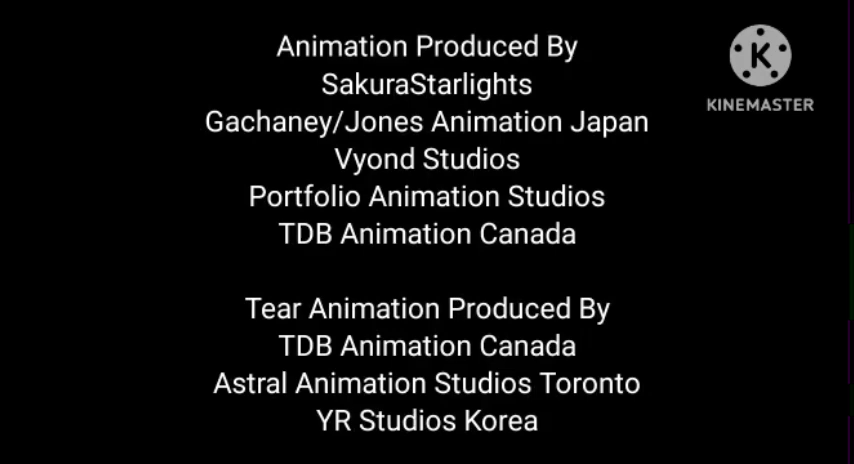 Animation Produced By
SakuraStarlights
Gachaney/Jones Animation Japan
Vyond Studios
Portfolio Animation Studios
TDB Animation Canada
Tear Animation Produced By
TDB Animation Canada
Astral Animation Studios Toronto
YR Studios Korea
K
KINEMASTER